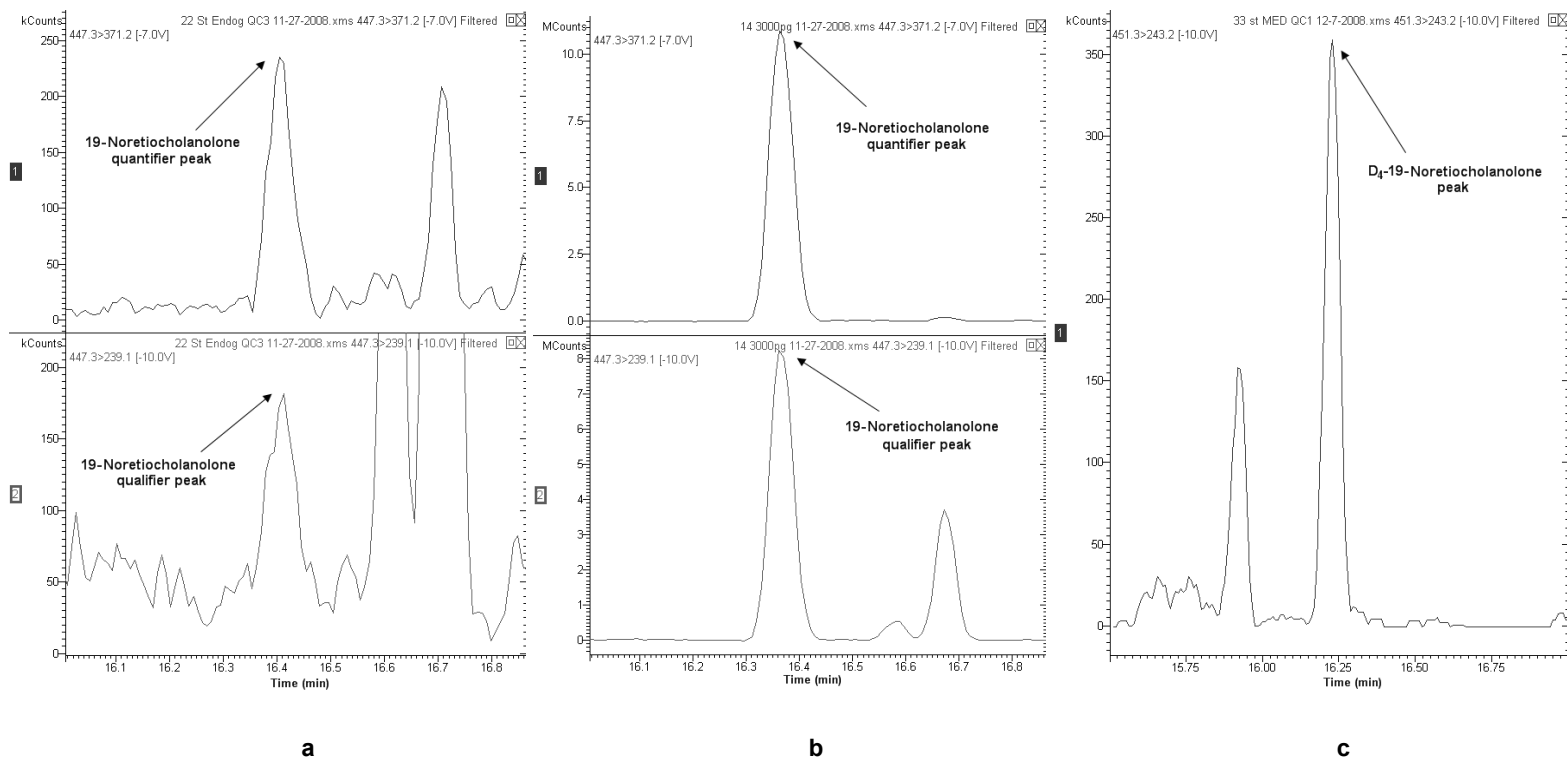 kCounts
22 St Endog QC3 11-27-2008.xms 447.3>371.2 [-7.0V] Filtered
447.3>371.2 [-7.0V]
250
200
150
100
50
0
19-Noretiocholanolone
quantifier peak
1
kCounts
22 St Endog QC3 11-27-2008.xms 447.3>239.1 [-10.0V] Filtered
447.3>239.1 [-10.0V]
200
150
100
50
0
19-Noretiocholanolone
qualifier peak
2
16.1 16.2 16.3 16.4 16.5 16.6 16.7 16.8
Time (min)
a
MCounts
14 3000pg 11-27-2008.xms 447.3>371.2 [-7.0V] Filtered
447.3>371.2 [-7.0V]
10.0
7.5
5.0
2.5
0.0
19-Noretiocholanolone
quantifier peak
1
MCounts
14 3000pg 11-27-2008.xms 447.3>239.1 [-10.0V] Filtered
447.3>239.1 [-10.0V]
8
7
6
5
4
3
2
1
0
19-Noretiocholanolone
qualifier peak
2
16.1 16.2 16.3 16.4 16.5 16.6 16.7 16.8
Time (min)
b
kCounts
33 st MED QC1 12-7-2008.xms 451.3>243.2 [-10.0V] Filtered
451.3>243.2 [-10.0V]
350
300
250
200
150
100
50
0
D₄-19-Noretiocholanolone
peak
1
15.75 16.00 16.25 16.50 16.75
Time (min)
c